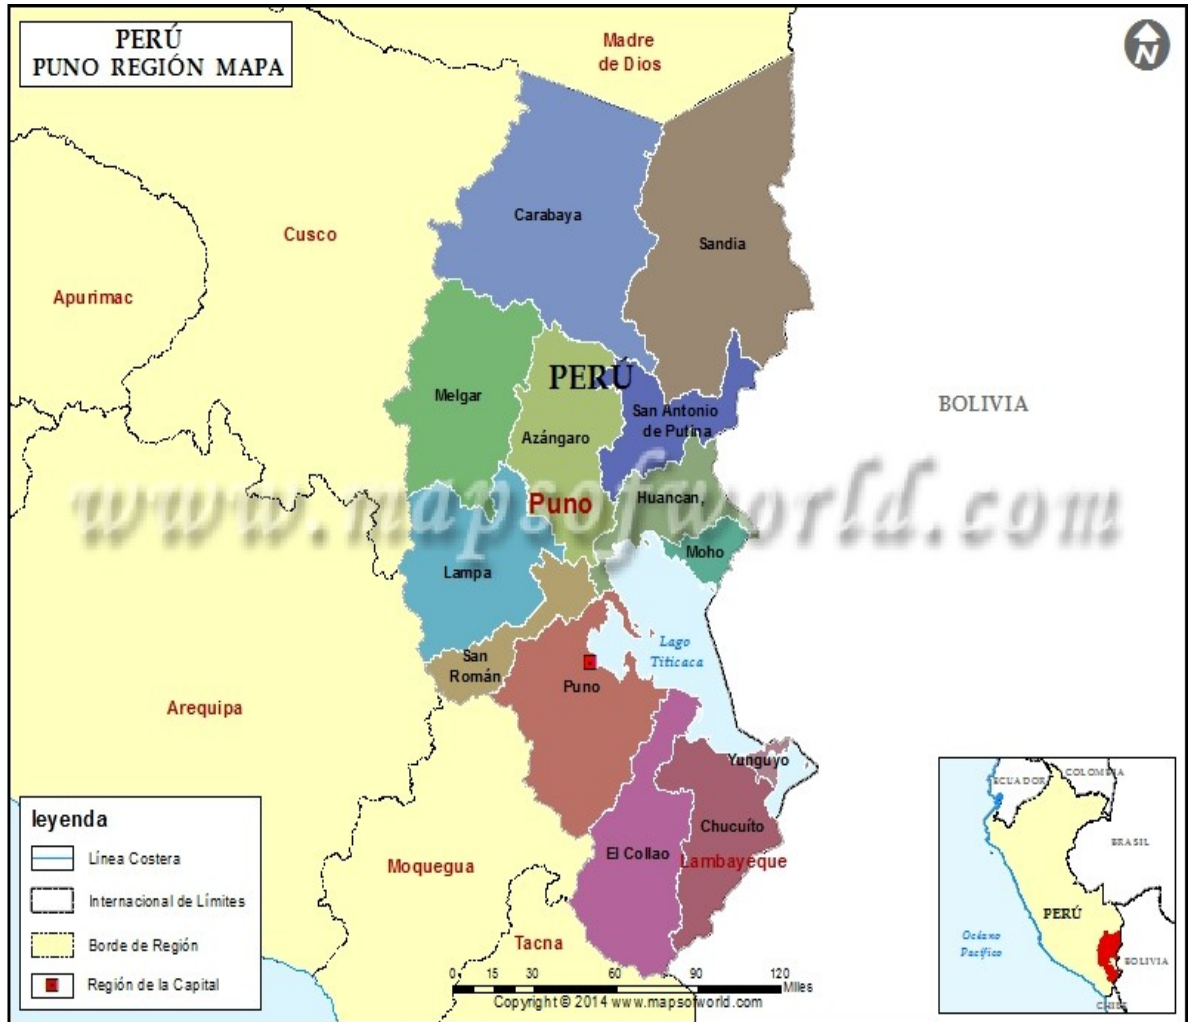 PERÚ
PUNO REGIÓN MAPA
Madre
de Dios
N
Carabaya
Cusco
Sandia
Apurimac
PERÚ
Melgar
BOLIVIA
San Antonio
de Putina
Azángaro
www.mapsofworld.com
Puno
Huancan,
Moho
Lampa
Lago
Titicaca
San
Román
Puno
Arequipa
Yunguyo
Chucuíto
El Collao
Lambayeque
Moquegua
Tacna
leyenda
Línea Costera
Internacional de Límites
Borde de Región
Región de la Capital
0 15 30 60 90 120
Miles
Copyright © 2014 www.mapsofworld.com
ECUADOR
COLOMBIA
BRASIL
PERÚ
Océano
Pacífico
BOLIVIA
CHILE